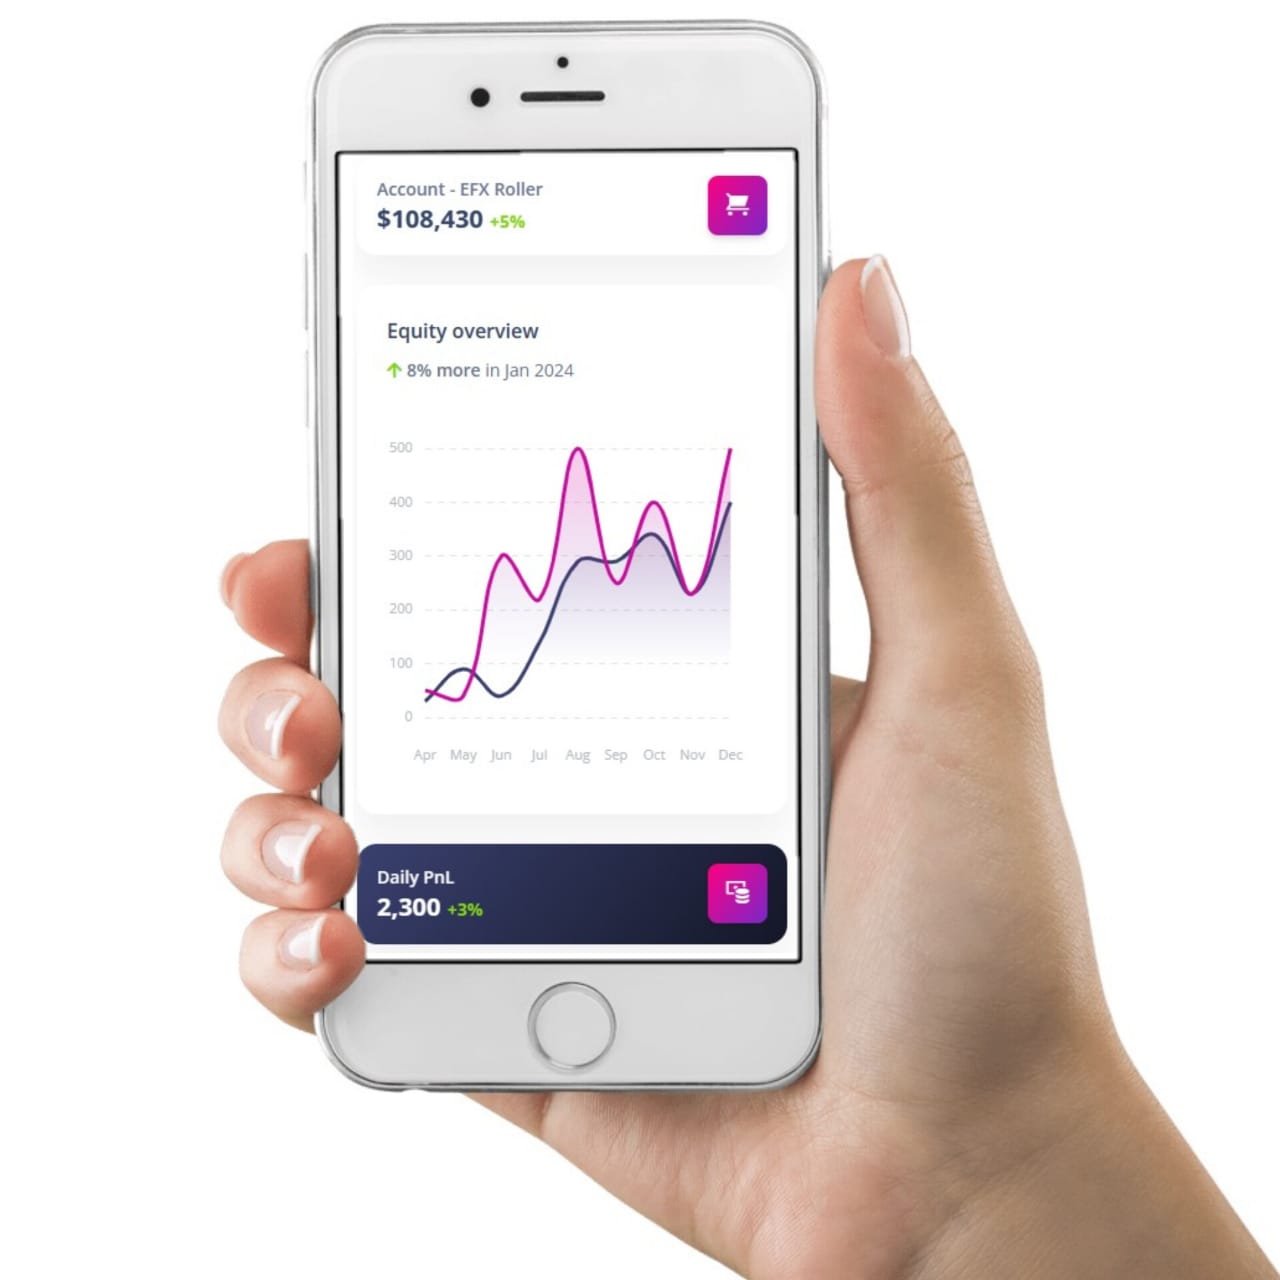 Account - EFX Roller
$108,430 +5%
Equity overview
8% more in Jan 2024
500
400
300
200
100
0
Apr May Jun Jul Aug Sep Oct Nov Dec
Daily PnL
2,300 +3%